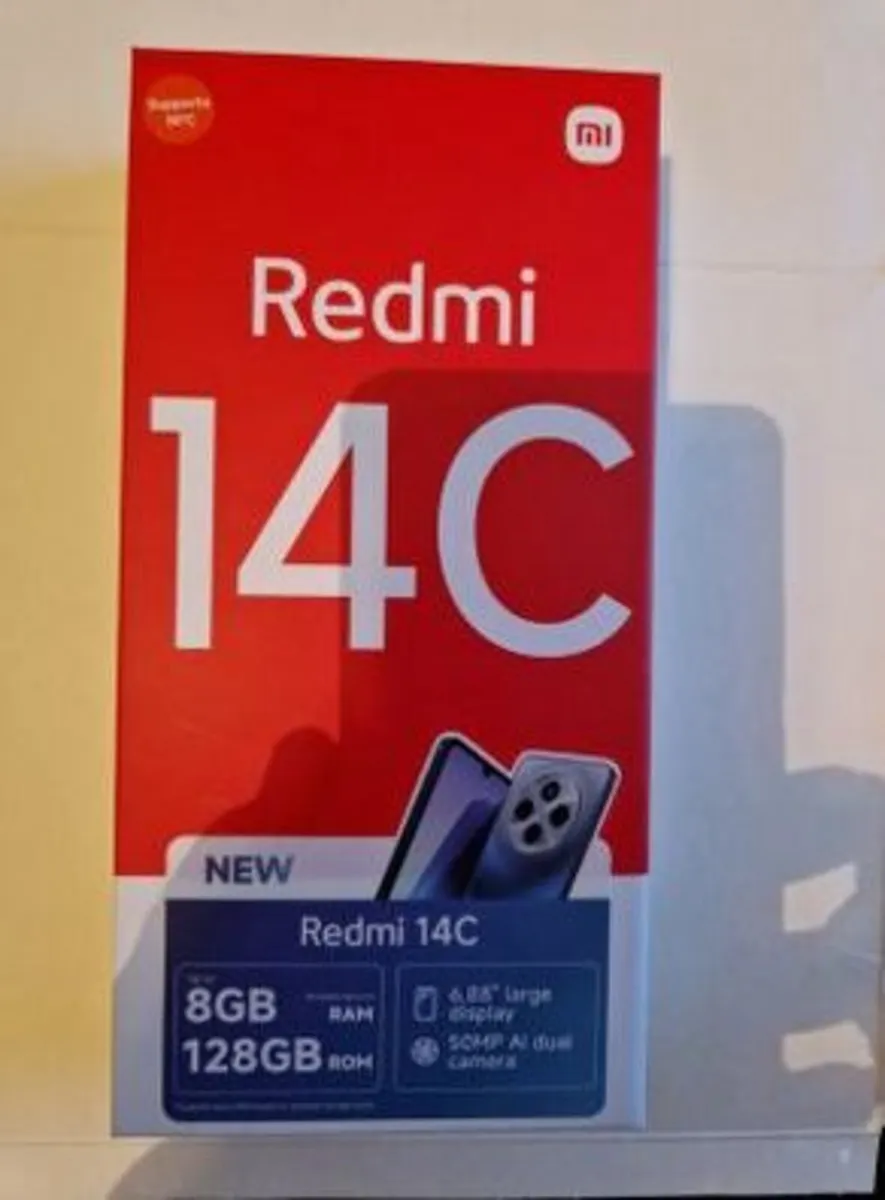 Supports
NFC
mi
Redmi
14C
NEW
Redmi 14C
8GB
RAM
128GB ROM
6.88" large
display
50MP AI dual
camera